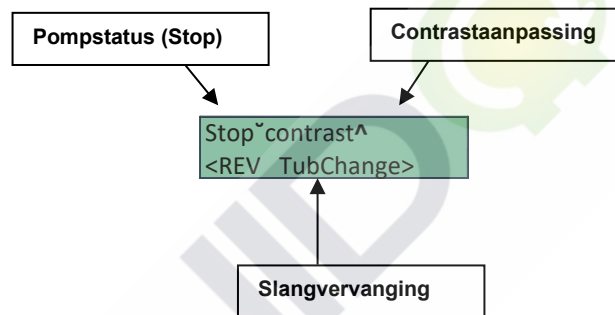 Pompstatus (Stop)
Contrastaanpassing
Stop˘contrast^
<REV TubChange>
Slangvervanging